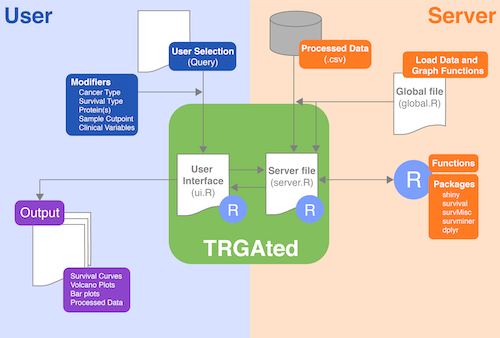 User
Server
User Selection
(Query)
Processed Data
(.csv)
Load Data and
Graph Functions
Modifiers
Cancer Type
Survival Type
Protein(s)
Sample Cutpoint
Clinical Variables
Global file
(global.R)
User
Interface
(ui.R)
R
Server file
(server.R)
R
R
Functions
Packages
shiny
survival
survMisc
survminer
dplyr
Output
TRGAted
Survival Curves
Volcano Plots
Bar plots
Processed Data